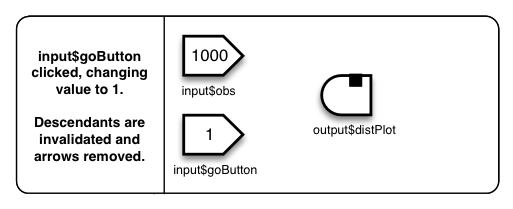 input$goButton
clicked, changing
value to 1.
Descendants are
invalidated and
arrows removed.
1000
input$obs
1
input$goButton
output$distPlot